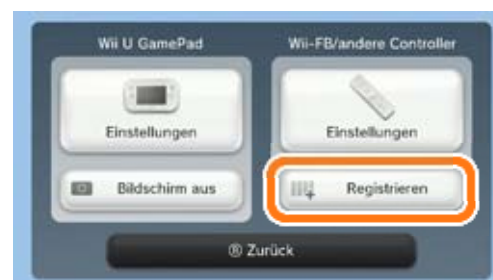 Wii U GamePad
Wii-FB/andere Controller
Einstellungen
Einstellungen
Bildschirm aus
Registrieren
Ⓑ Zurück